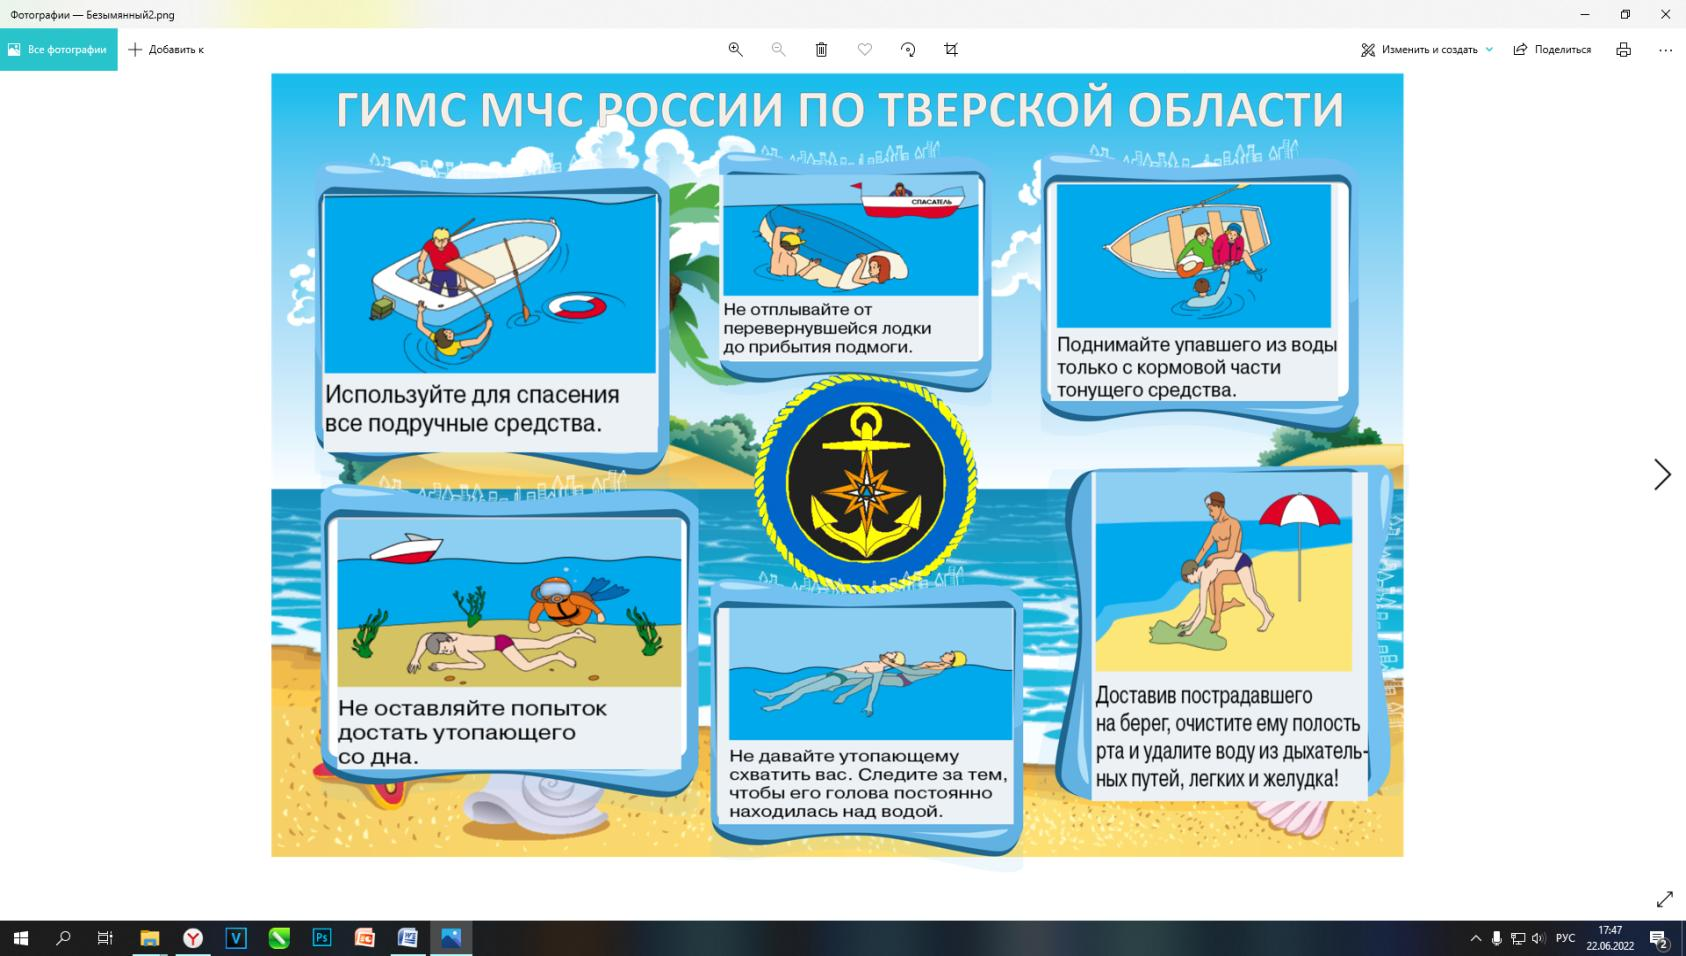 Фотографии — Безымянный2.png
Все фотографии
Добавить к
Изменить и создать
Поделиться
ГИМС МЧС РОССИИ ПО ТВЕРСКОЙ ОБЛАСТИ
Используйте для спасения
все подручные средства.
СПАСАТЕЛЬ
Не отплывайте от
перевернувшейся лодки
до прибытия подмоги.
Поднимайте упавшего из воды
только с кормовой части
тонущего средства.
Не оставляйте попыток
достать утопающего
со дна.
Не давайте утопающему
схватить вас. Следите за тем,
чтобы его голова постоянно
находилась над водой.
Доставив пострадавшего
на берег, очистите ему полость
рта и удалите воду из дыхатель-
ных путей, легких и желудка!
Y
V
Ps
РУС
17:47
22.06.2022
2